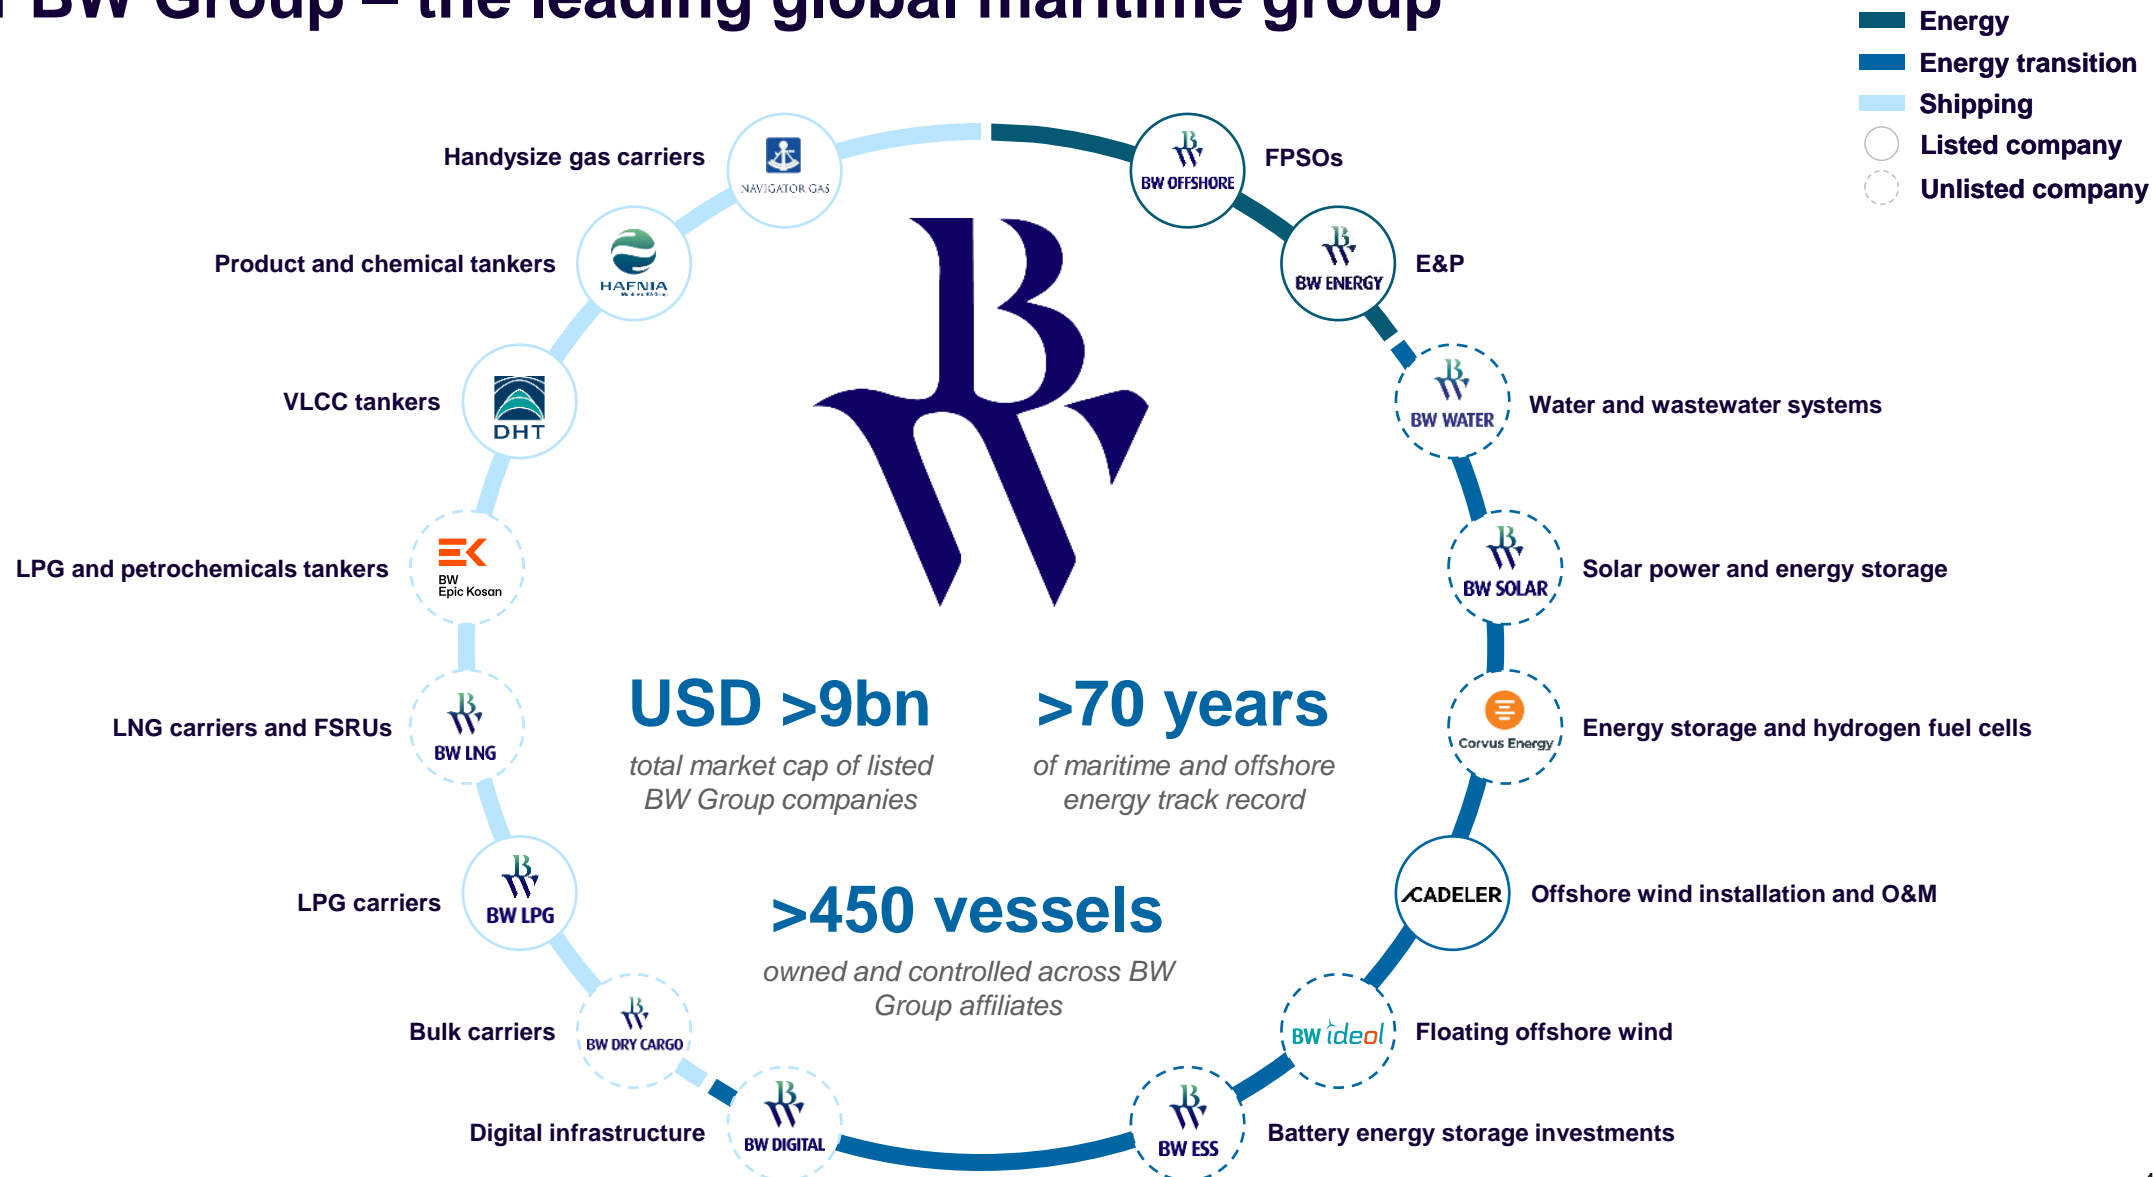 BW Group – the leading global maritime group
Energy
Energy transition
Shipping
Listed company
Unlisted company
Handysize gas carriers
NAVIGATOR GAS
BW OFFSHORE
FPSOs
Product and chemical tankers
HAFNIA
BW ENERGY
E&P
VLCC tankers
DHT
BW WATER
Water and wastewater systems
LPG and petrochemicals tankers
BW
Epic Kosan
BW SOLAR
Solar power and energy storage
LNG carriers and FSRUs
BW LNG
Corvus Energy
Energy storage and hydrogen fuel cells
USD >9bn
total market cap of listed
BW Group companies
>70 years
of maritime and offshore
energy track record
LPG carriers
BW LPG
CADELER
Offshore wind installation and O&M
>450 vessels
owned and controlled across BW
Group affiliates
Bulk carriers
BW DRY CARGO
BW ideol
Floating offshore wind
Digital infrastructure
BW DIGITAL
BW ESS
Battery energy storage investments